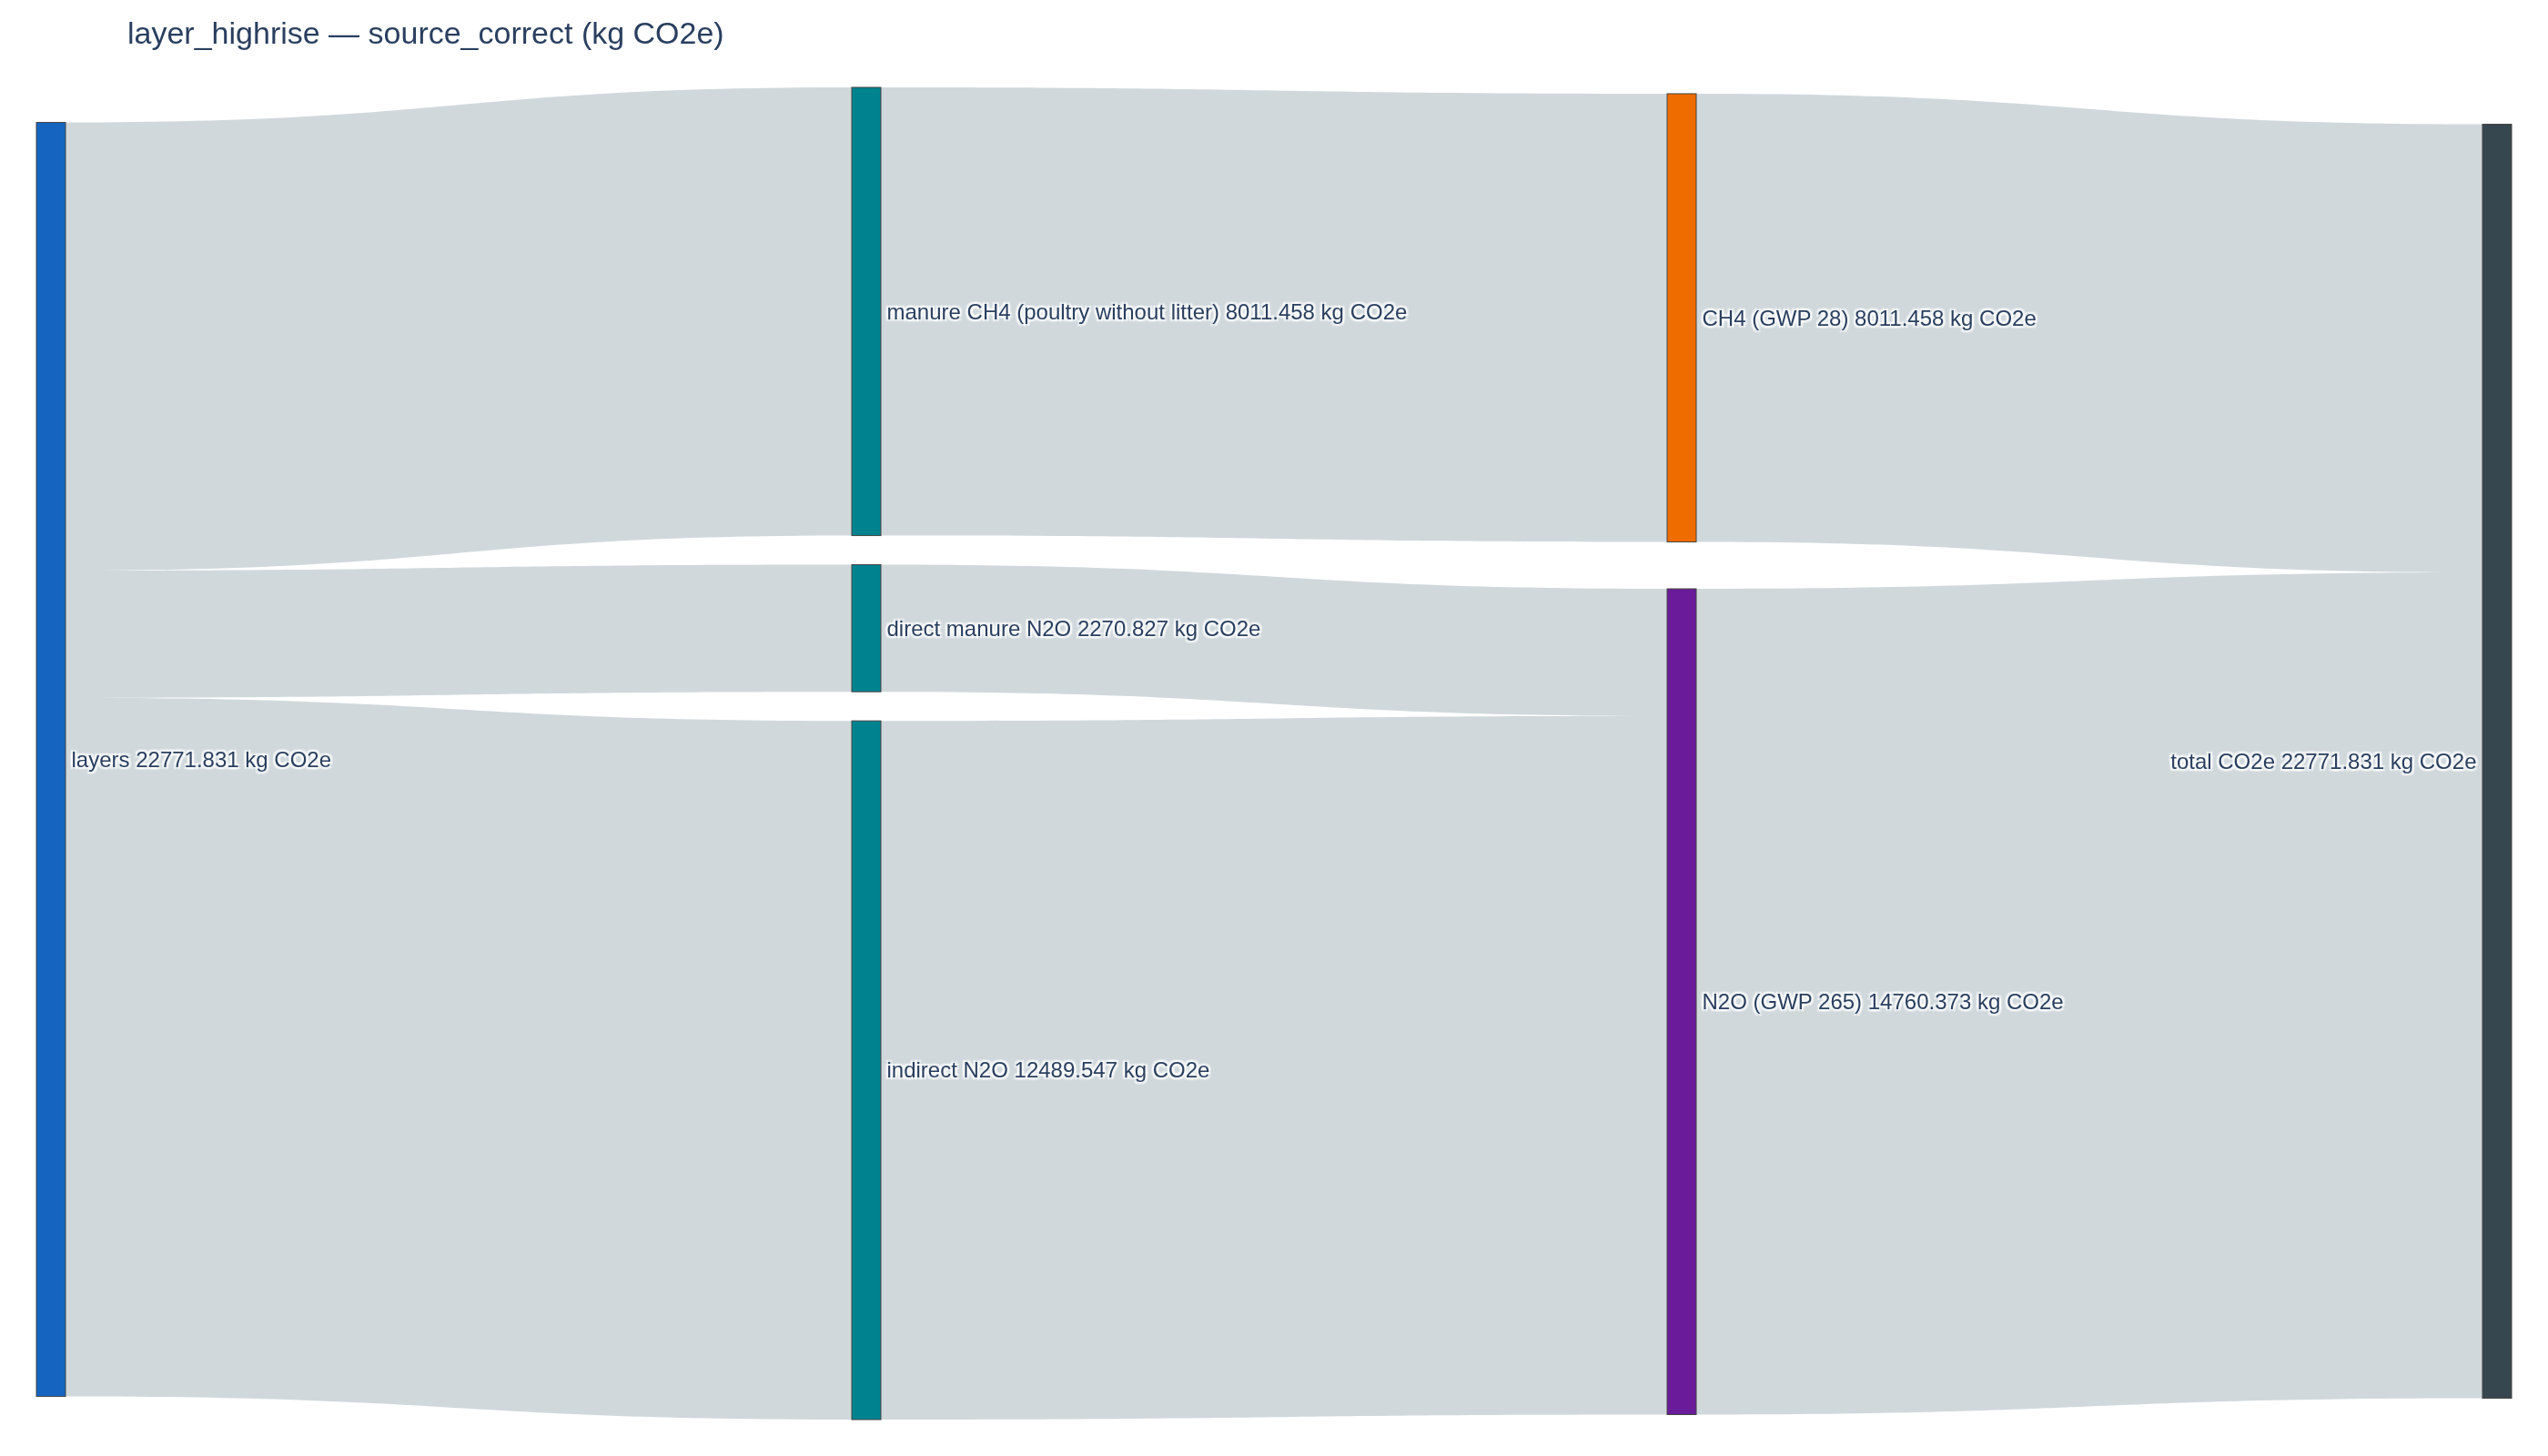 layer_highrise — source_correct (kg CO2e)
manure CH4 (poultry without litter) 8011.458 kg CO2e
CH4 (GWP 28) 8011.458 kg CO2e
direct manure N2O 2270.827 kg CO2e
layers 22771.831 kg CO2e
total CO2e 22771.831 kg CO2e
N2O (GWP 265) 14760.373 kg CO2e
indirect N2O 12489.547 kg CO2e